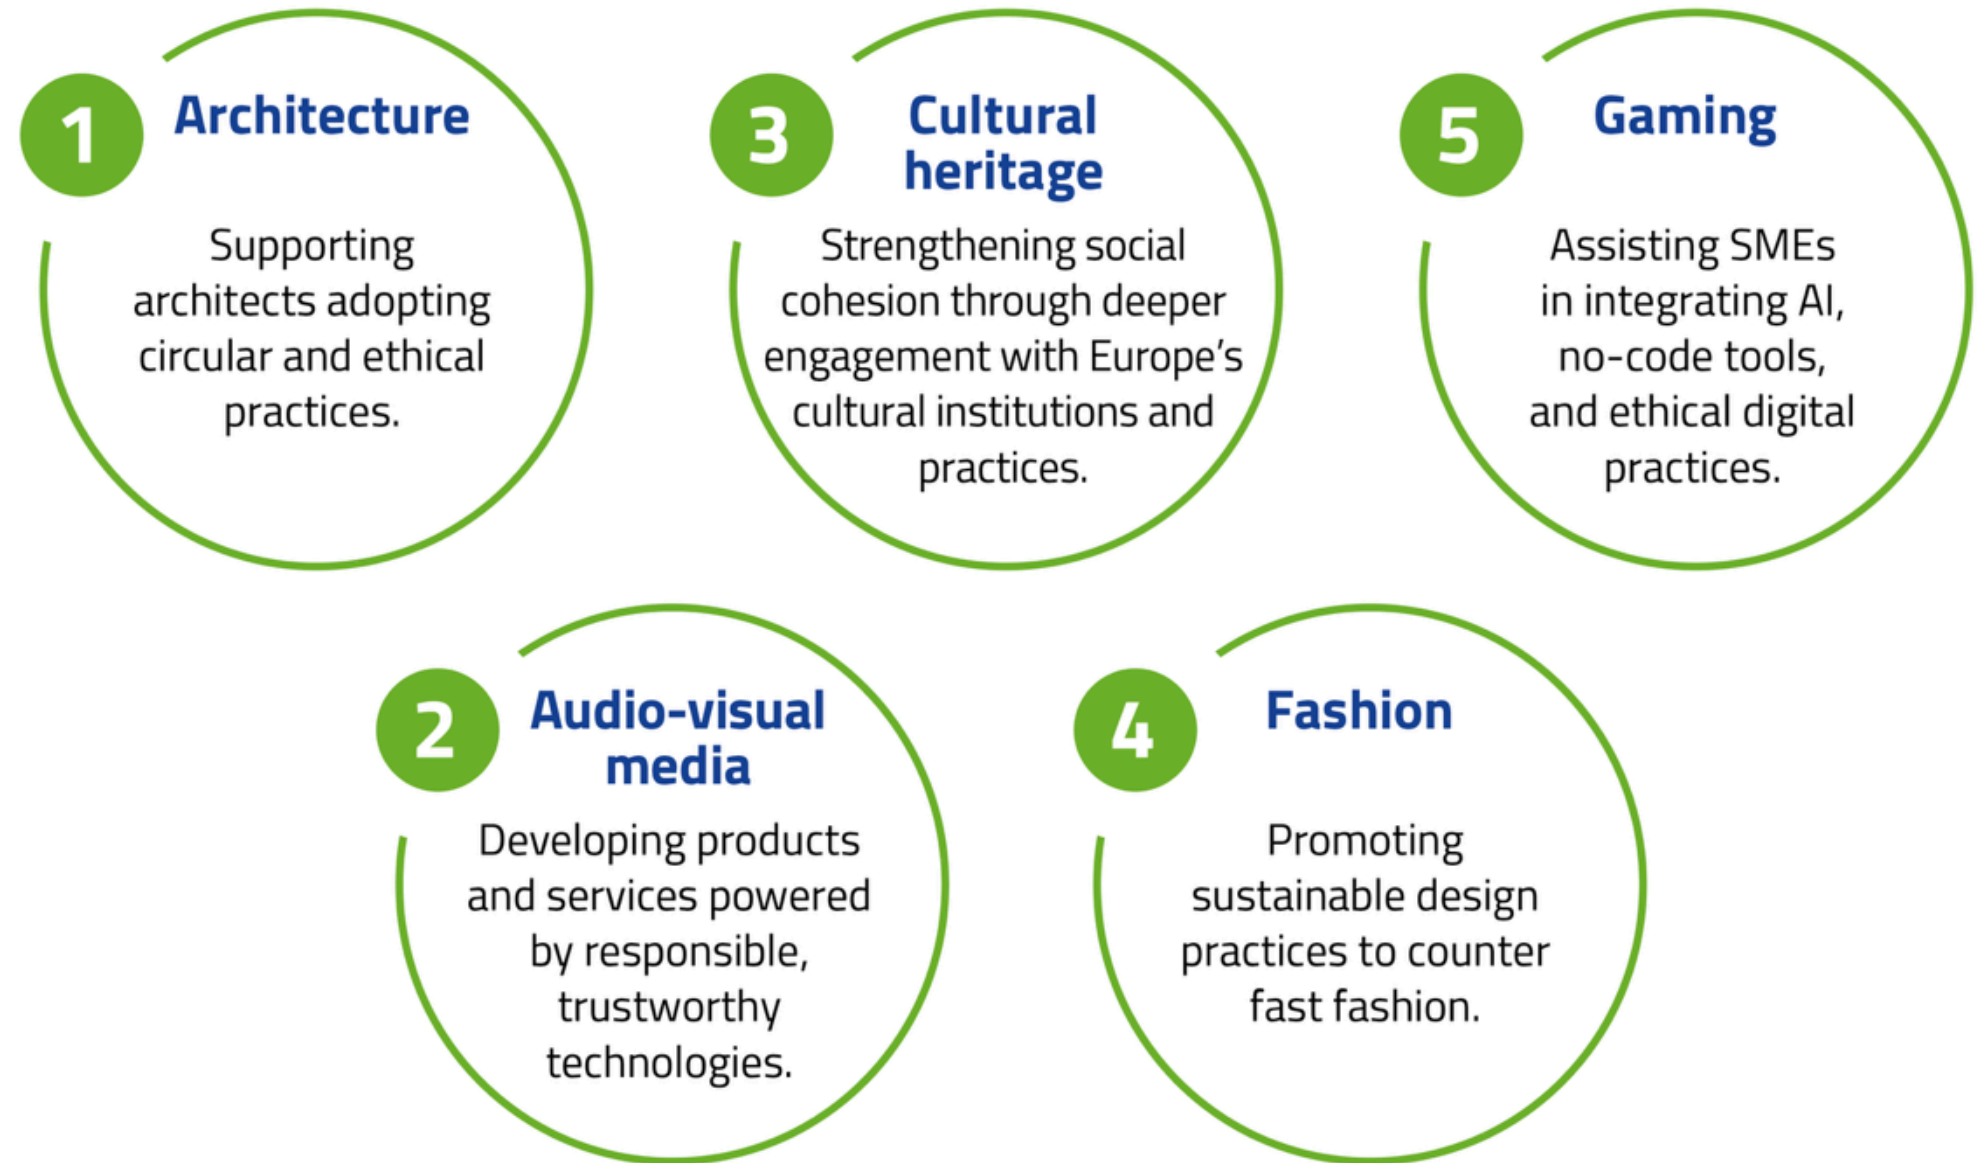 1
Architecture
Supporting
architects adopting
circular and ethical
practices.
2
Audio-visual
media
Developing products
and services powered
by responsible,
trustworthy
technologies.
3
Cultural
heritage
Strengthening social
cohesion through deeper
engagement with Europe’s
cultural institutions and
practices.
4
Fashion
Promoting
sustainable design
practices to counter
fast fashion.
5
Gaming
Assisting SMEs
in integrating AI,
no-code tools,
and ethical digital
practices.